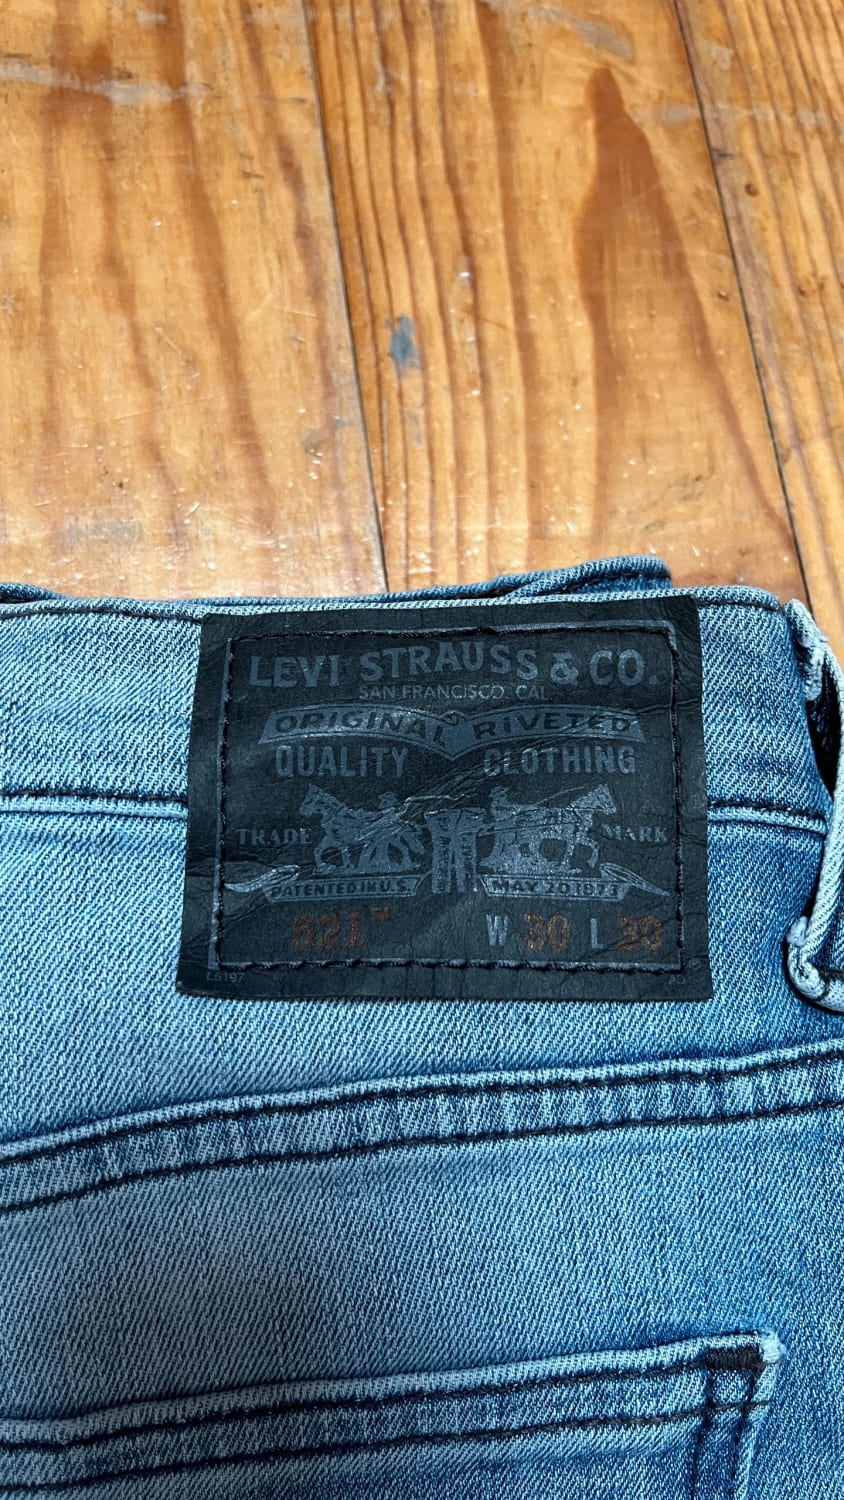 LEVI STRAUSS & CO.
SAN FRANCISCO, CAL
ORIGINAL RIVETED
QUALITY CLOTHING
TRADE MARK
PATENTED IN U.S. MAY 20 1873
521™ W 30 L 30
®